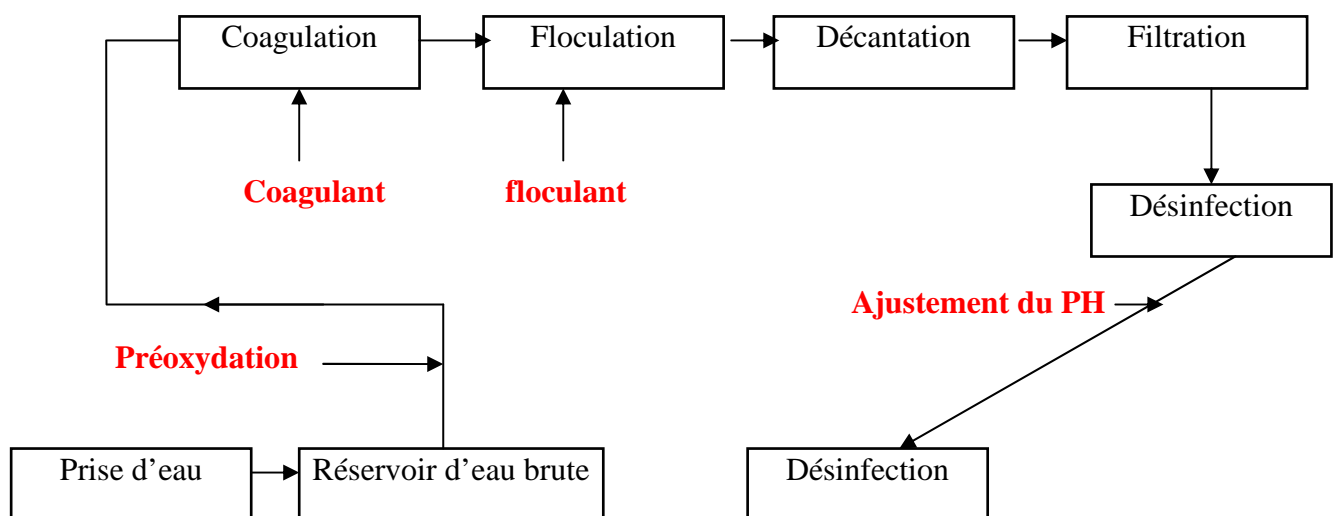 Coagulation
Floculation
Décantation
Filtration
Coagulant
floculant
Désinfection
Ajustement du PH
Préoxydation
Prise d’eau
Réservoir d’eau brute
Désinfection